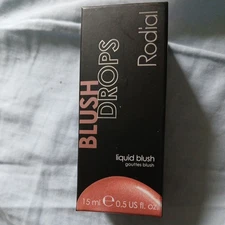 BLUSH
DROPS
Rodial
liquid blush
gouttes blush
15 ml e 0.5 US fl. oz.